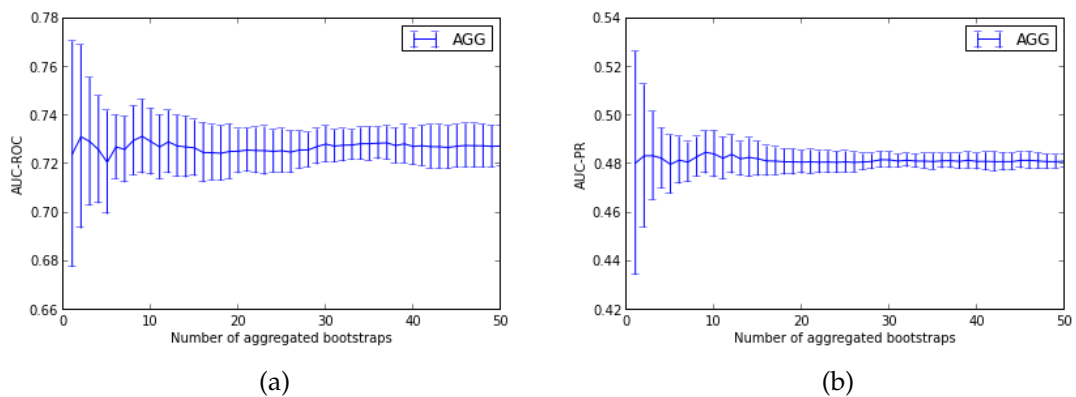 0.78
0.76
0.74
0.72
0.70
0.68
0.66
AUC-ROC
AGG
0 10 20 30 40 50
Number of aggregated bootstraps
(a)
0.54
0.52
0.50
0.48
0.46
0.44
0.42
AUC-PR
AGG
0 10 20 30 40 50
Number of aggregated bootstraps
(b)